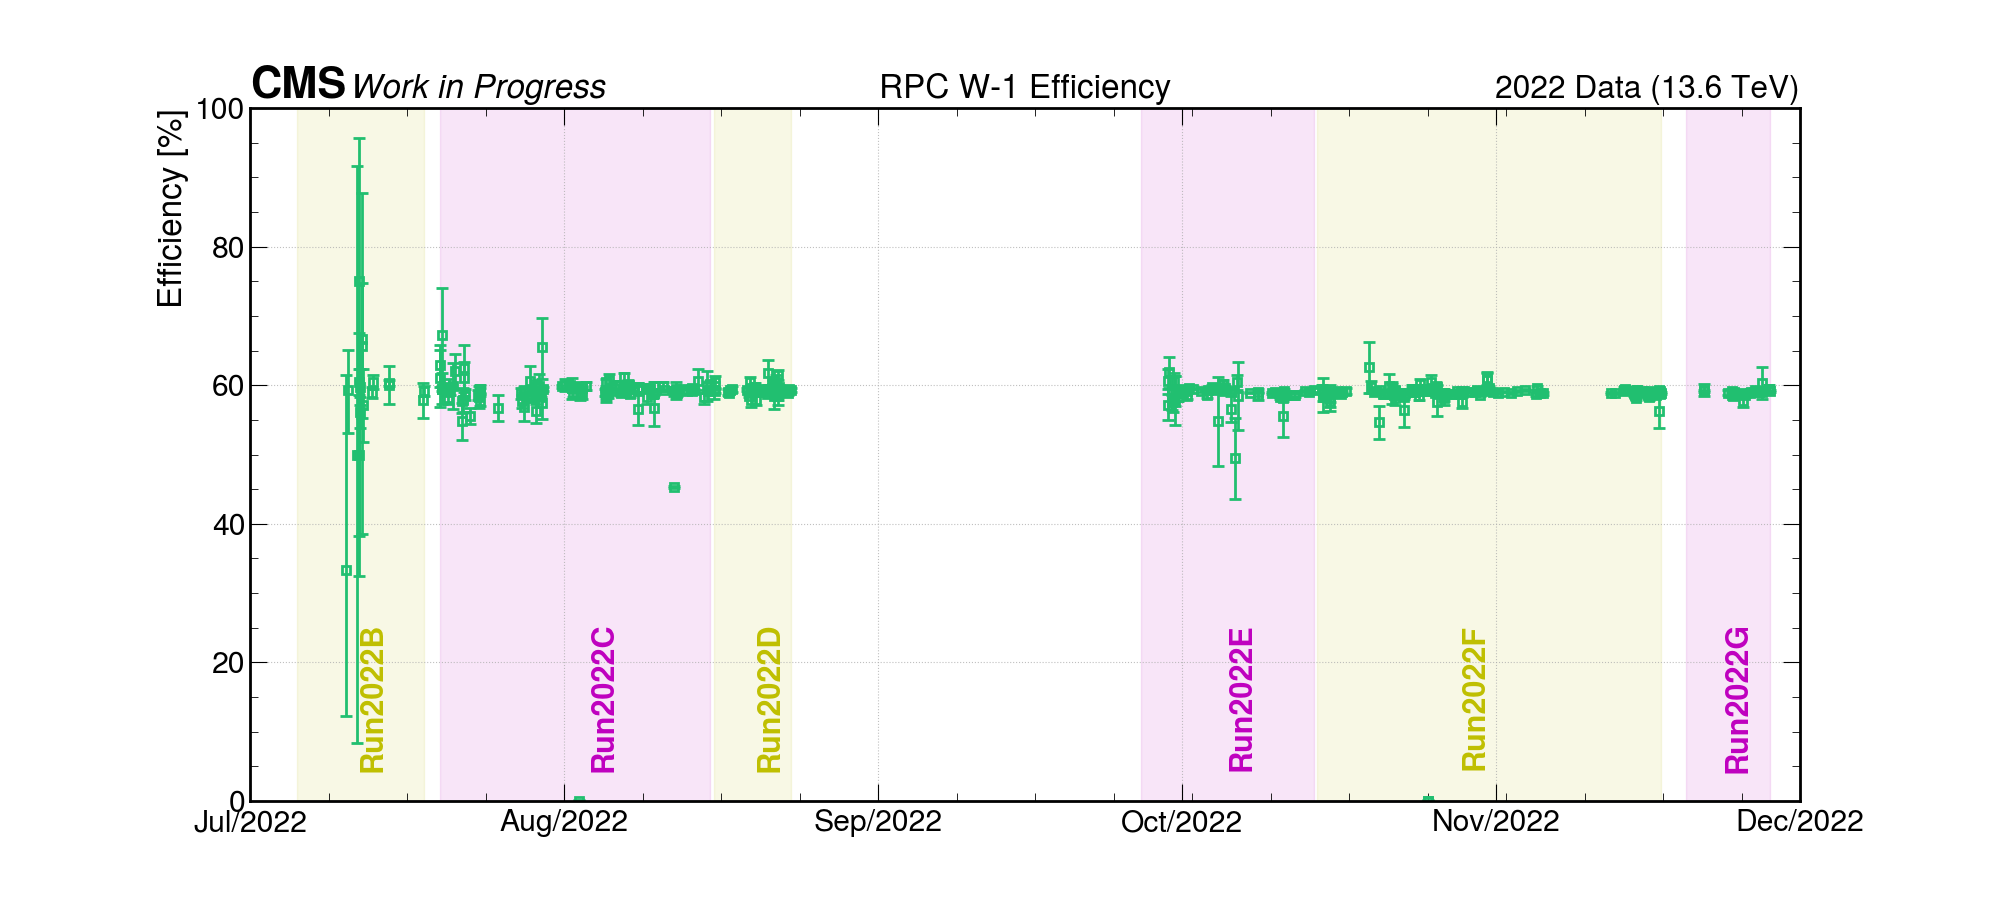 CMS Work in Progress RPC W-1 Efficiency 2022 Data (13.6 TeV)
Efficiency [%]
100
80
60
40
20
0
Run2022B
Run2022C
Run2022D
Run2022E
Run2022F
Run2022G
Jul/2022 Aug/2022 Sep/2022 Oct/2022 Nov/2022 Dec/2022